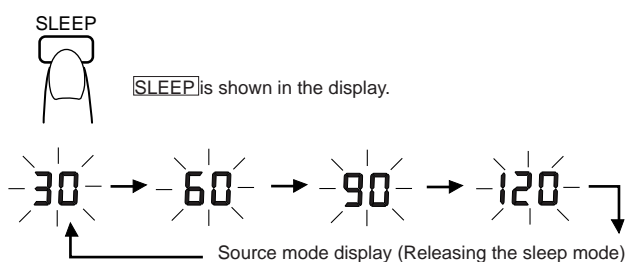 SLEEP
SLEEP is shown in the display.
30 60 90 120
Source mode display (Releasing the sleep mode)